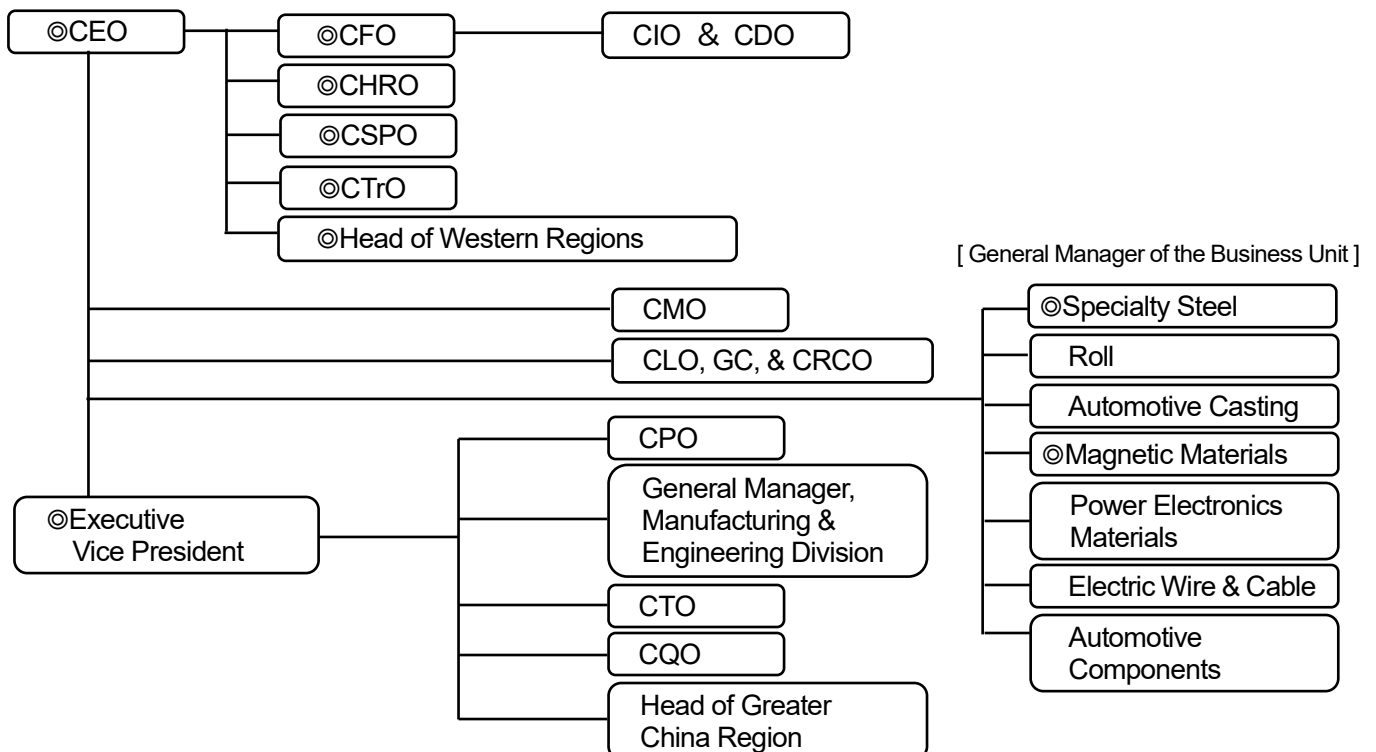 ◎CEO
◎CFO
CIO & CDO
◎CHRO
◎CSPO
◎CTrO
◎Head of Western Regions
[ General Manager of the Business Unit ]
CMO
CLO, GC, & CRCO
◎Specialty Steel
Roll
Automotive Casting
◎Magnetic Materials
Power Electronics
Materials
Electric Wire & Cable
Automotive
Components
◎Executive
Vice President
CPO
General Manager,
Manufacturing &
Engineering Division
CTO
CQO
Head of Greater
China Region